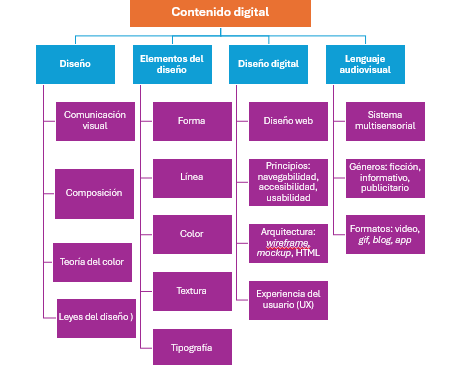 Contenido digital
Diseño
Elementos del
diseño
Diseño digital
Lenguaje
audiovisual
Comunicación
visual
Composición
Teoría del color
Leyes del diseño )
Forma
Línea
Color
Textura
Tipografía
Diseño web
Principios:
navegabilidad,
accesibilidad,
usabilidad
Arquitectura:
wireframe,
mockup, HTML
Experiencia del
usuario (UX)
Sistema
multisensorial
Géneros: ficción,
informativo,
publicitario
Formatos: video,
gif, blog, app